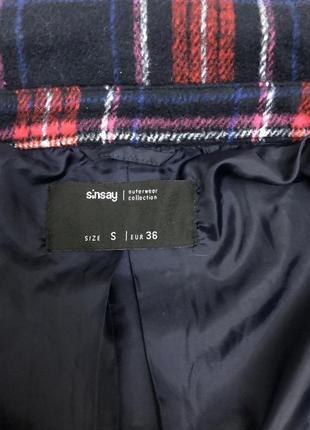 sinsay | outerwear
collection
SIZE S | EUR 36